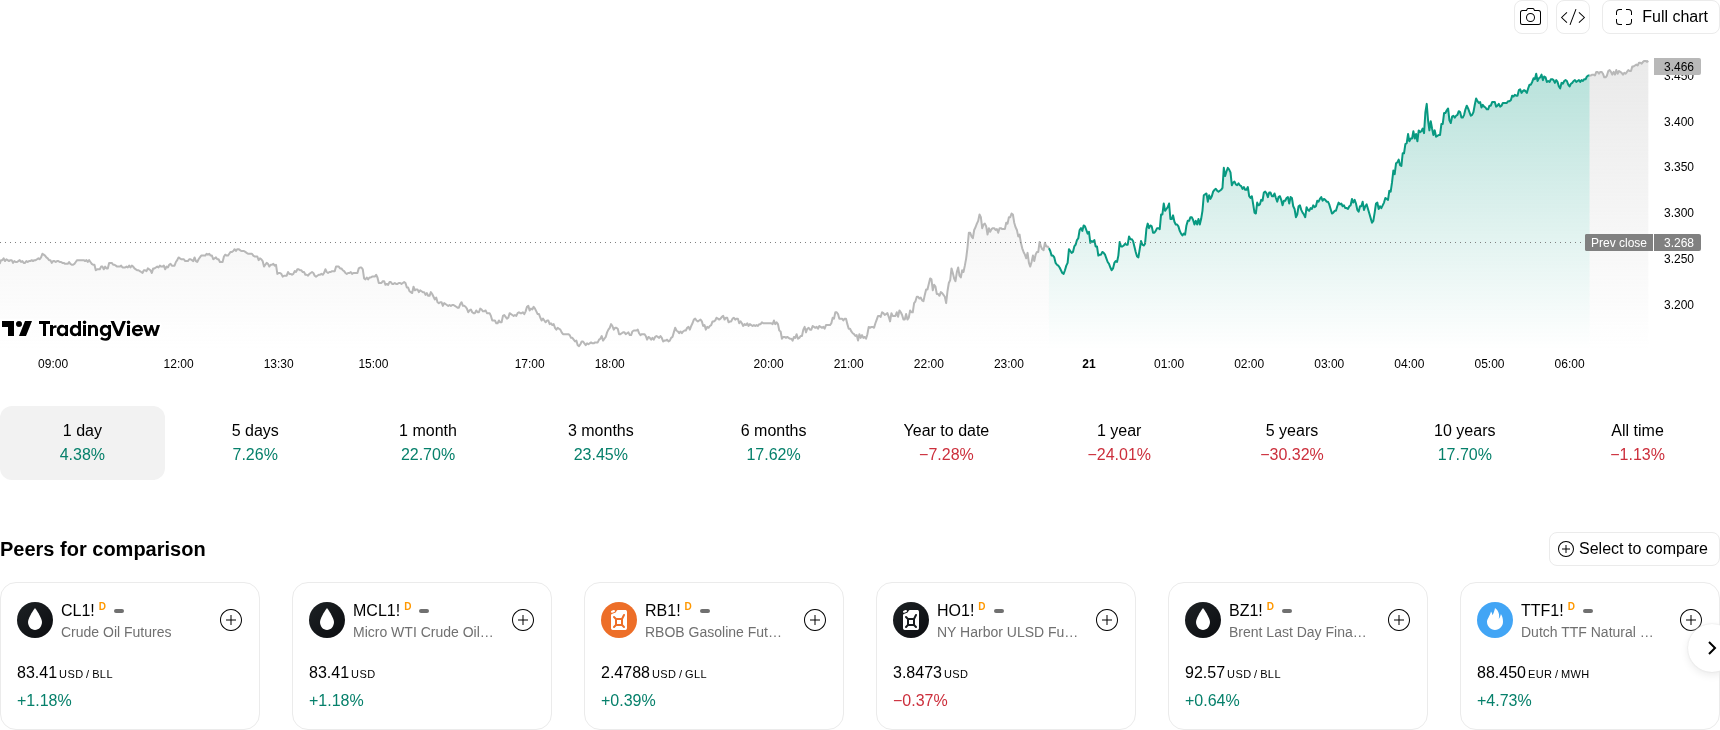 Full chart
3.466
3.450
3.400
3.350
3.300
Prev close 3.268
3.250
3.200
TradingView
09:00 12:00 13:30 15:00 17:00 18:00 20:00 21:00 22:00 23:00 21 01:00 02:00 03:00 04:00 05:00 06:00
1 day 5 days 1 month 3 months 6 months Year to date 1 year 5 years 10 years All time
4.38% 7.26% 22.70% 23.45% 17.62% −7.28% −24.01% −30.32% 17.70% −1.13%
Peers for comparison
Select to compare
CL1! D
Crude Oil Futures
83.41 USD / BLL
+1.18%
MCL1! D
Micro WTI Crude Oil…
83.41 USD
+1.18%
RB1! D
RBOB Gasoline Fut…
2.4788 USD / GLL
+0.39%
HO1! D
NY Harbor ULSD Fu…
3.8473 USD
−0.37%
BZ1! D
Brent Last Day Fina…
92.57 USD / BLL
+0.64%
TTF1! D
Dutch TTF Natural …
88.450 EUR / MWH
+4.73%